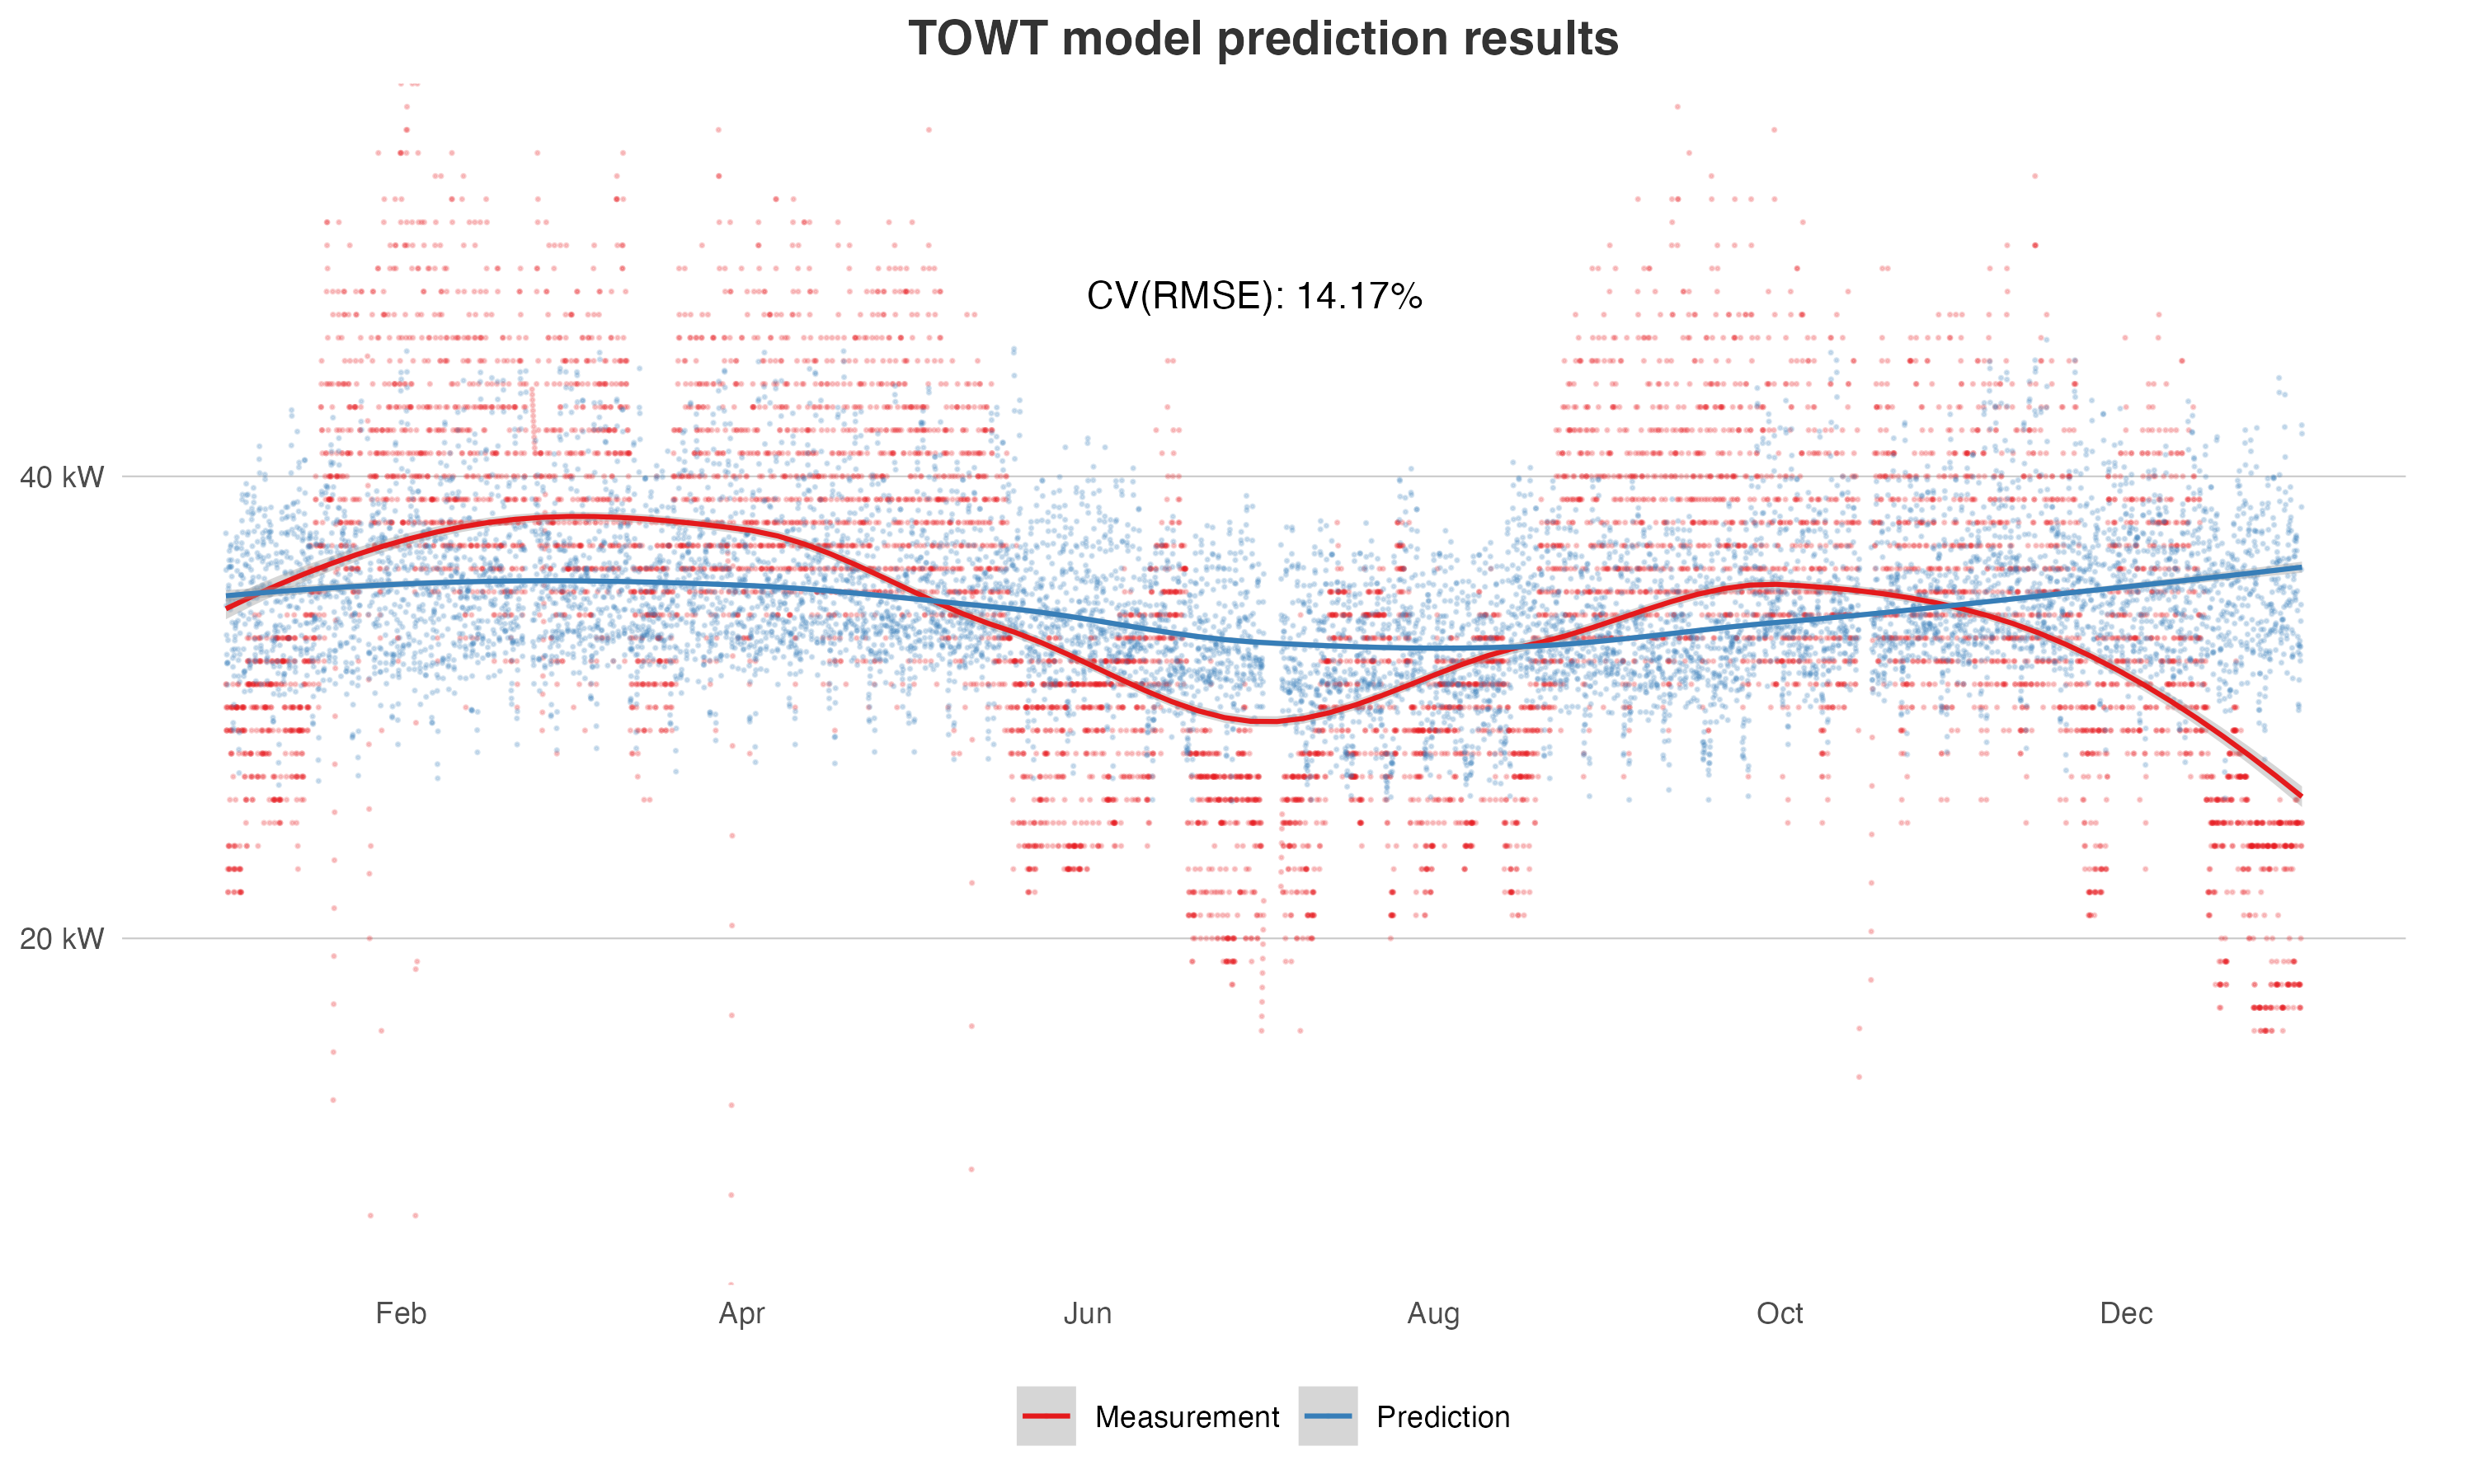 TOWT model prediction results
CV(RMSE): 14.17%
40 kW
20 kW
Feb Apr Jun Aug Oct Dec
Measurement Prediction